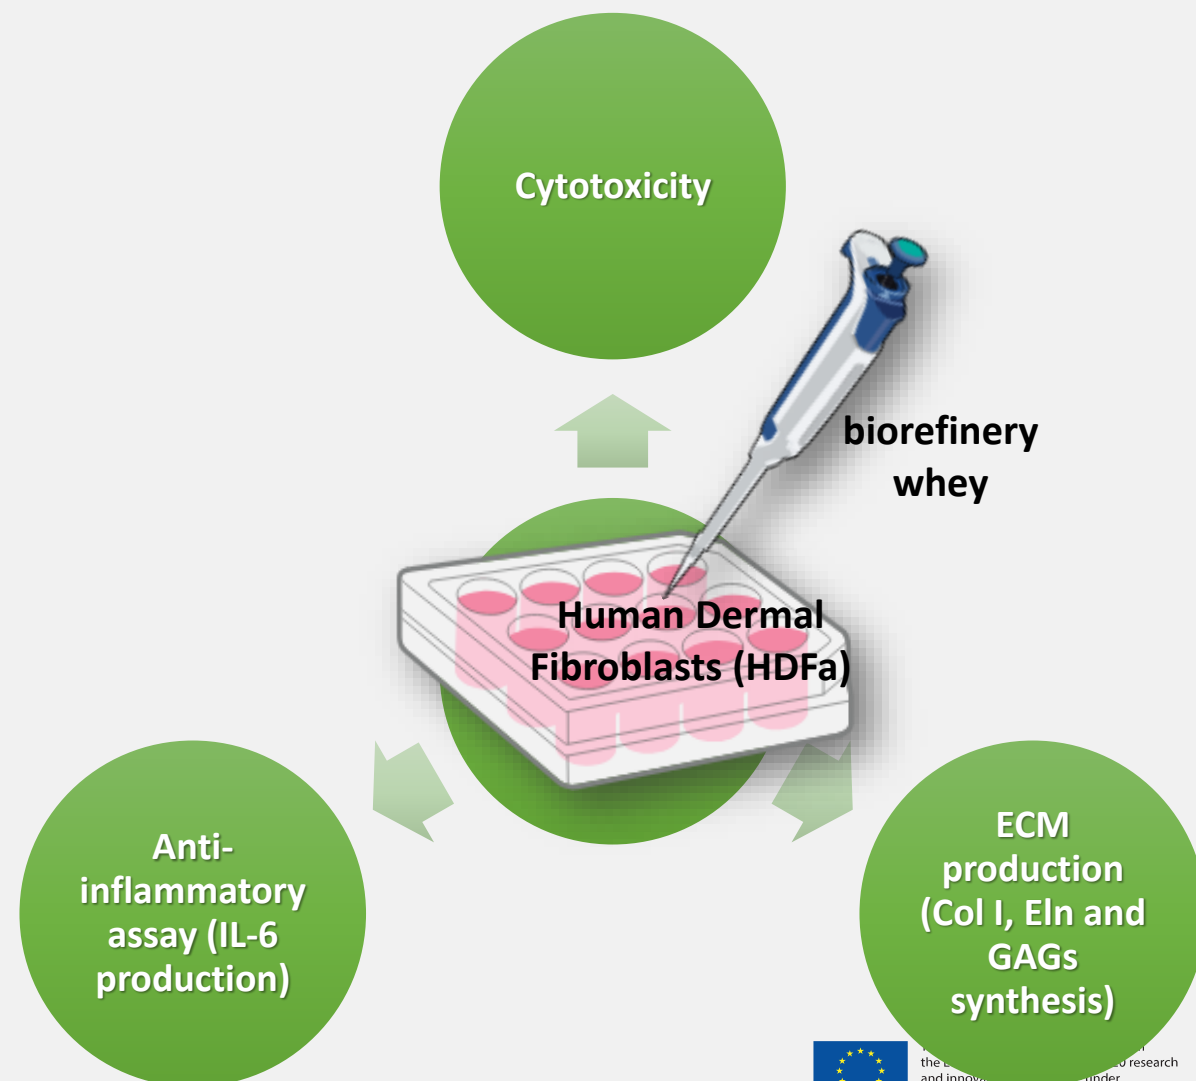 Cytotoxicity
biorefinery
whey
Human Dermal
Fibroblasts (HDFa)
Anti-
inflammatory
assay (IL-6
production)
ECM
production
(Col I, Eln and
GAGs
synthesis)
the
research
and
under